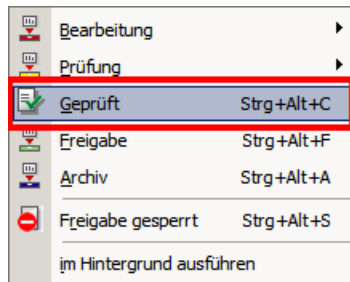 Bearbeitung
Prüfung
Geprüft Strg+Alt+C
Freigabe Strg+Alt+F
Archiv Strg+Alt+A
Freigabe gesperrt Strg+Alt+S
im Hintergrund ausführen